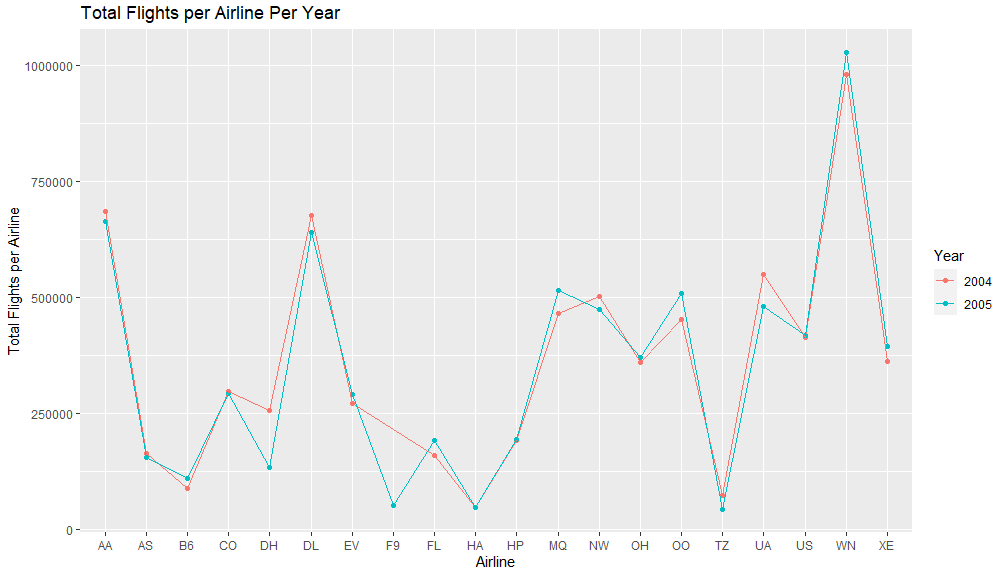 Total Flights per Airline Per Year
Total Flights per Airline
1000000
750000
500000
250000
0
AA AS B6 CO DH DL EV F9 FL HA HP MQ NW OH OO TZ UA US WN XE
Airline
Year
2004
2005